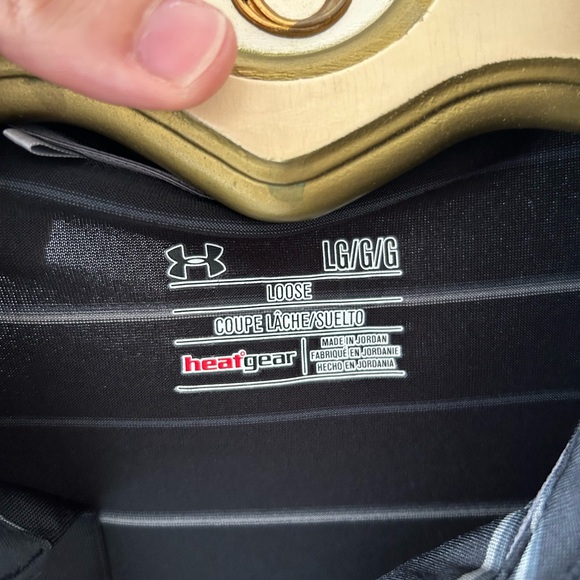 LG/G/G
LOOSE
COUPE LÂCHE/SUELTO
heatgear
MADE IN JORDAN
FABRIQUÉ EN JORDANIE
HECHO EN JORDANIA